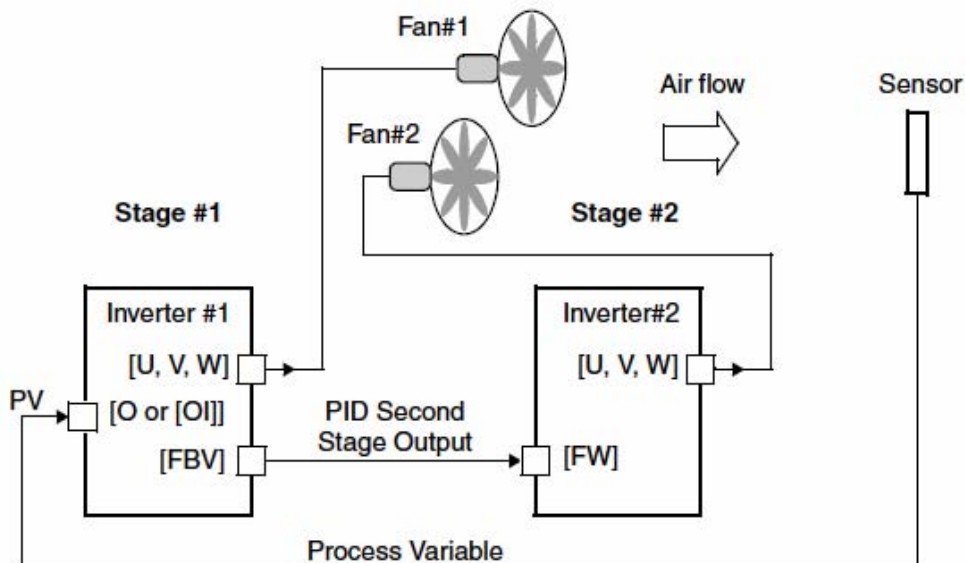 Fan#1
Air flow
Sensor
Fan#2
Stage #1
Stage #2
Inverter #1
Inverter#2
[U, V, W]
[U, V, W]
PV
[O or [OI]]
PID Second
Stage Output
[FBV]
[FW]
Process Variable